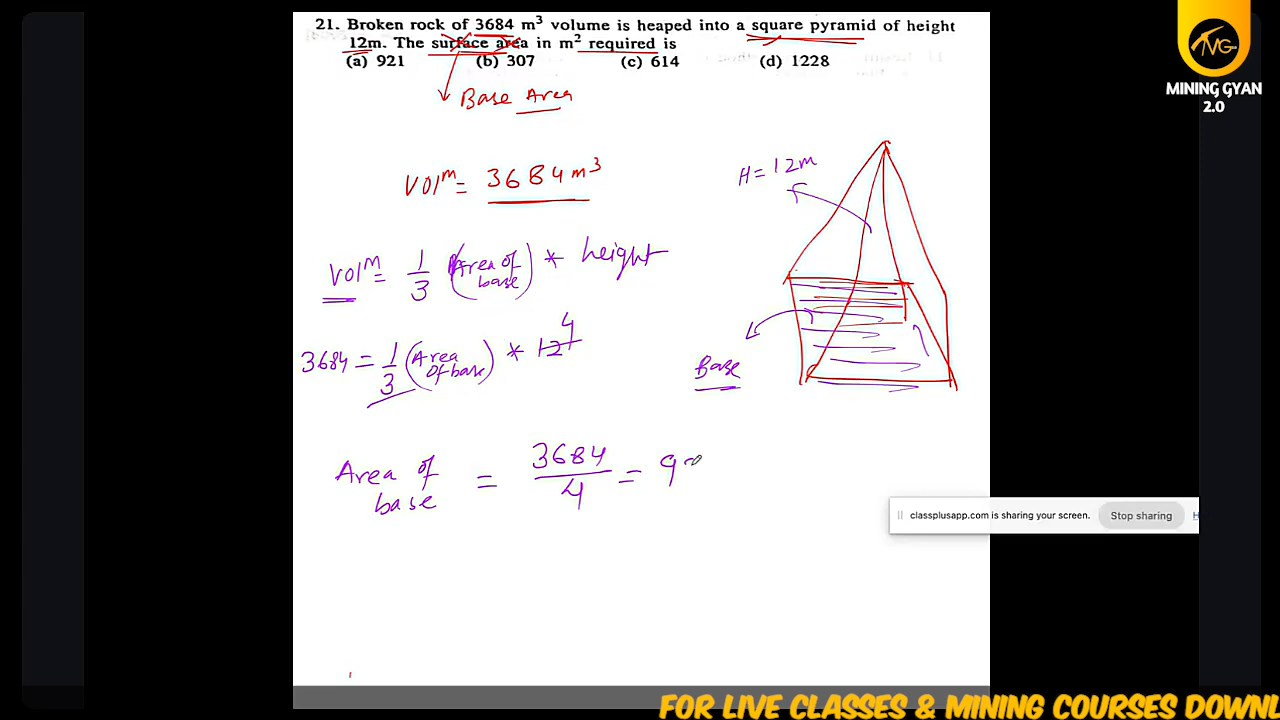 21. Broken rock of 3684 m³ volume is heaped into a square pyramid of height
12m. The surface area in m² required is
(a) 921 (b) 307 (c) 614 (d) 1228
Base Area
Volᵐ = 3684 m³
H = 12m
Volᵐ = 1/3 (Area of base) * height
3684 = 1/3 (Area of base) * 12 4
Base
Area of base = 3684/4 = 9
classplusapp.com is sharing your screen. Stop sharing
TVG
MINING GYAN
2.0
FOR LIVE CLASSES & MINING COURSES DOWNL